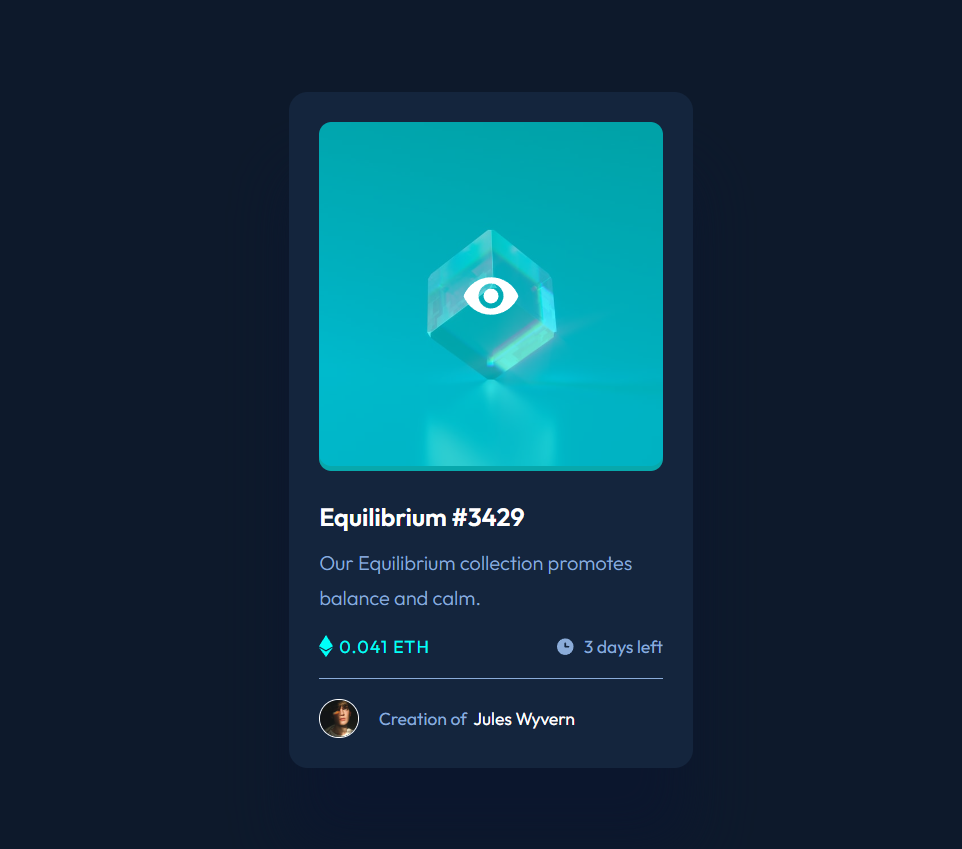 Equilibrium #3429
Our Equilibrium collection promotes
balance and calm.
0.041 ETH
3 days left
Creation of Jules Wyvern